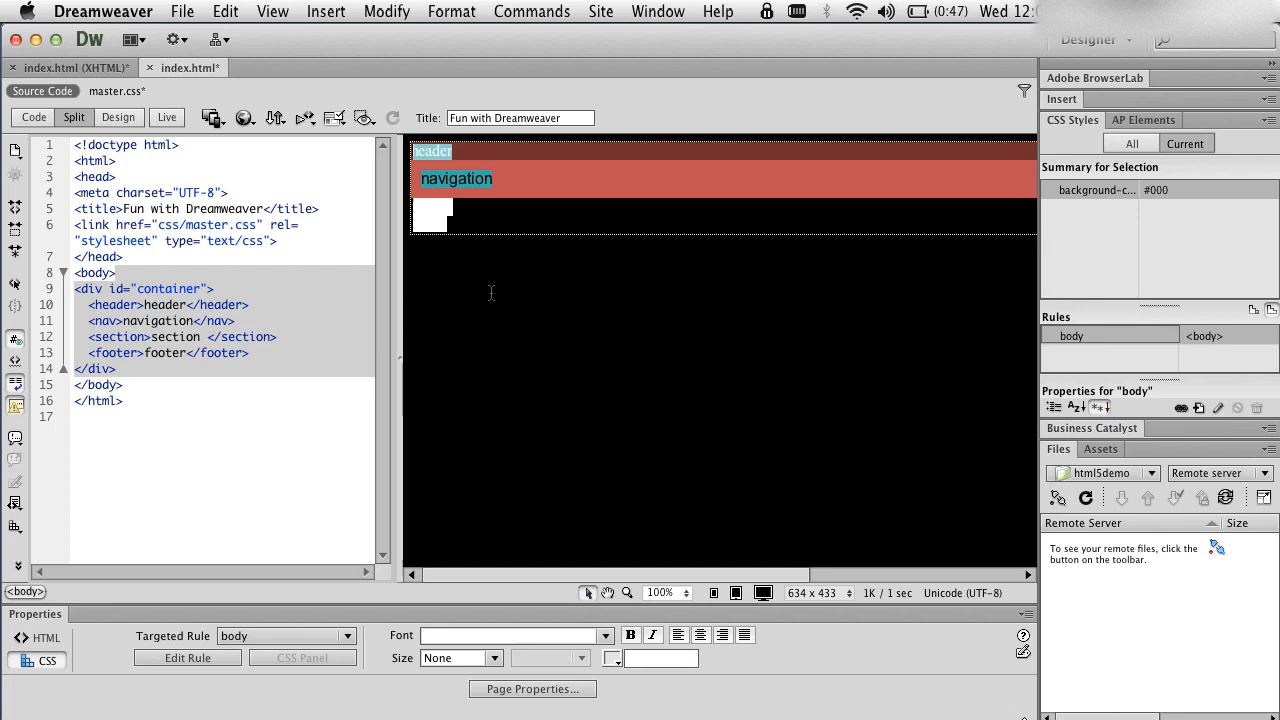 Dreamweaver File Edit View Insert Modify Format Commands Site Window Help (0:47) Wed 12:0
Dw Designer
index.html (XHTML)* index.html*
Source Code master.css*
Code Split Design Live Title: Fun with Dreamweaver
1 <!doctype html>
2 <html>
3 <head>
4 <meta charset="UTF-8">
5 <title>Fun with Dreamweaver</title>
6 <link href="css/master.css" rel=
"stylesheet" type="text/css">
7 </head>
8 <body>
9 <div id="container">
10 <header>header</header>
11 <nav>navigation</nav>
12 <section>section </section>
13 <footer>footer</footer>
14 </div>
15 </body>
16 </html>
17
header
navigation
<body> 100% 634 x 433 1K / 1 sec Unicode (UTF-8)
Properties
HTML Targeted Rule body Font B I
CSS Edit Rule CSS Panel Size None
Page Properties...
Adobe BrowserLab
Insert
CSS Styles AP Elements
All Current
Summary for Selection
background-c... #000
Rules
body <body>
Properties for "body"
Az
Business Catalyst
Files Assets
html5demo Remote server
Remote Server Size
To see your remote files, click the
button on the toolbar.